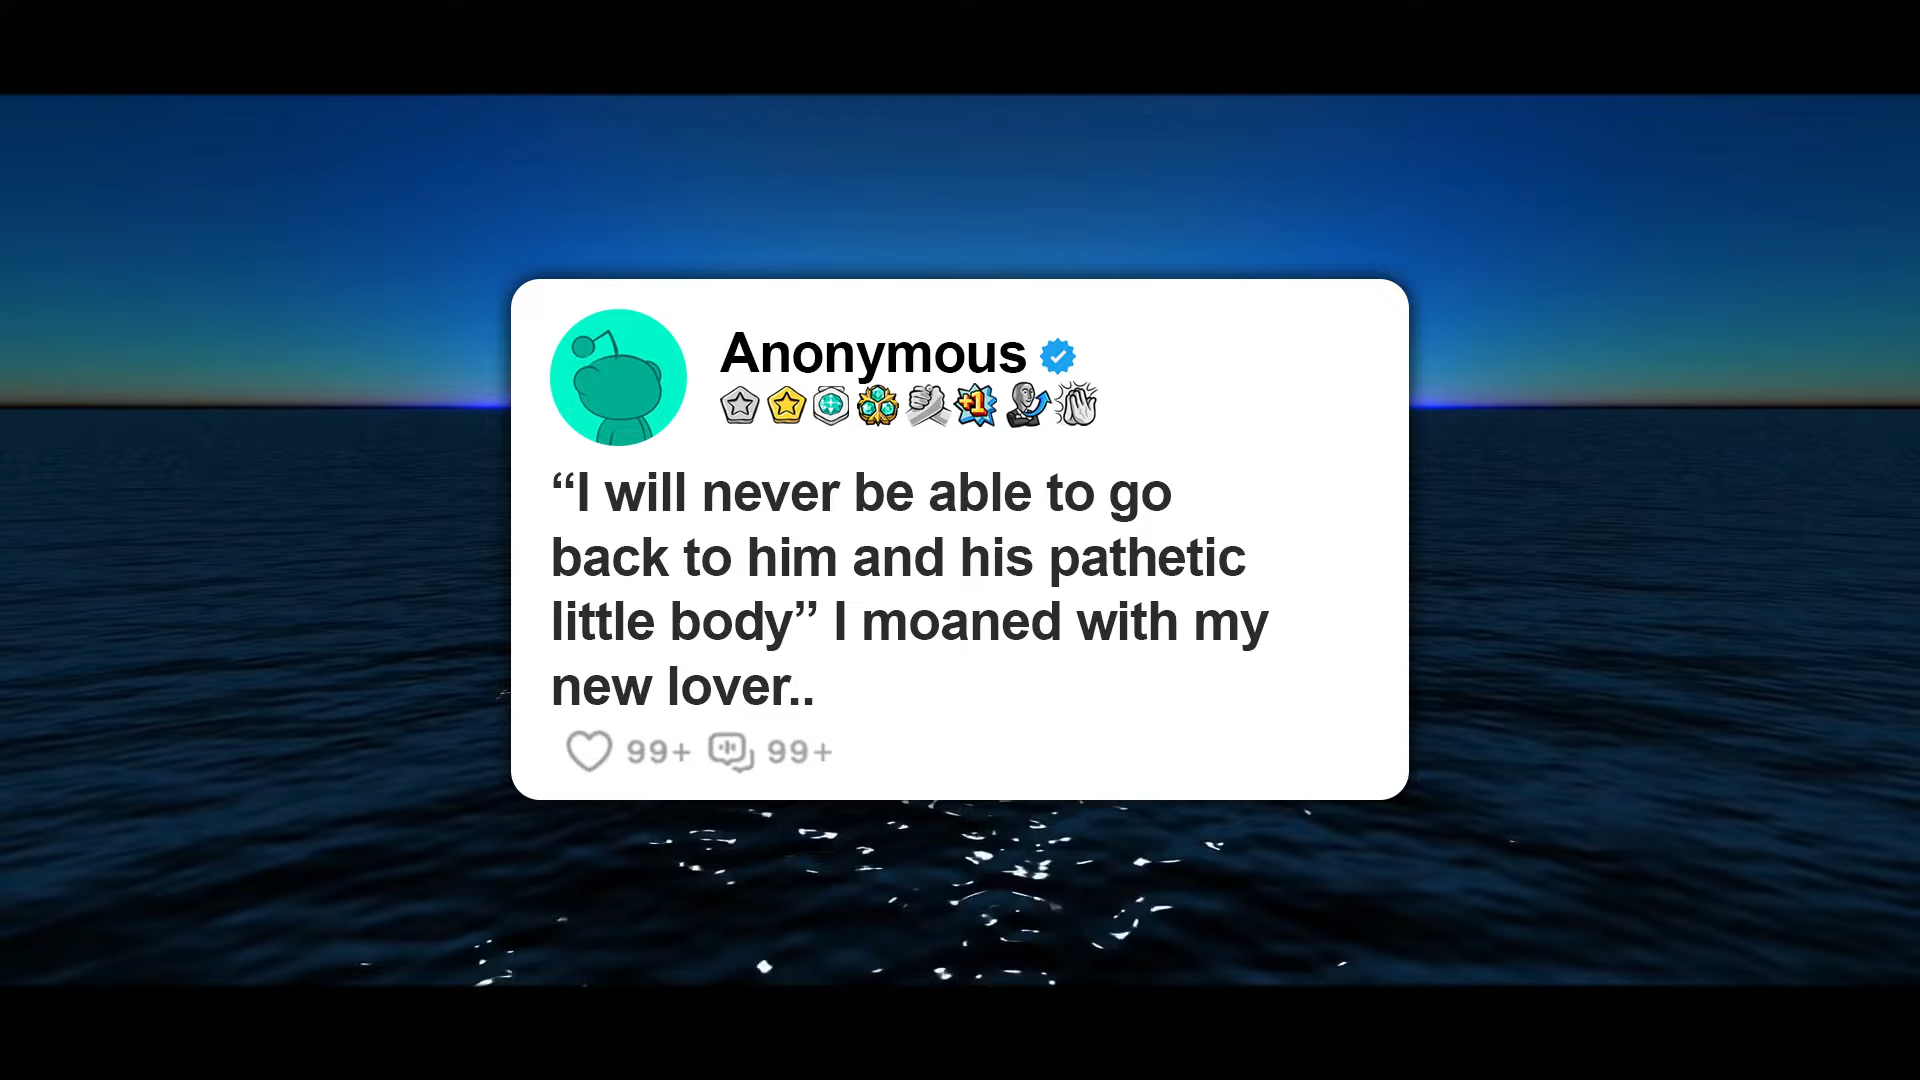 Anonymous
+1
“I will never be able to go
back to him and his pathetic
little body” I moaned with my
new lover..
99+ 99+